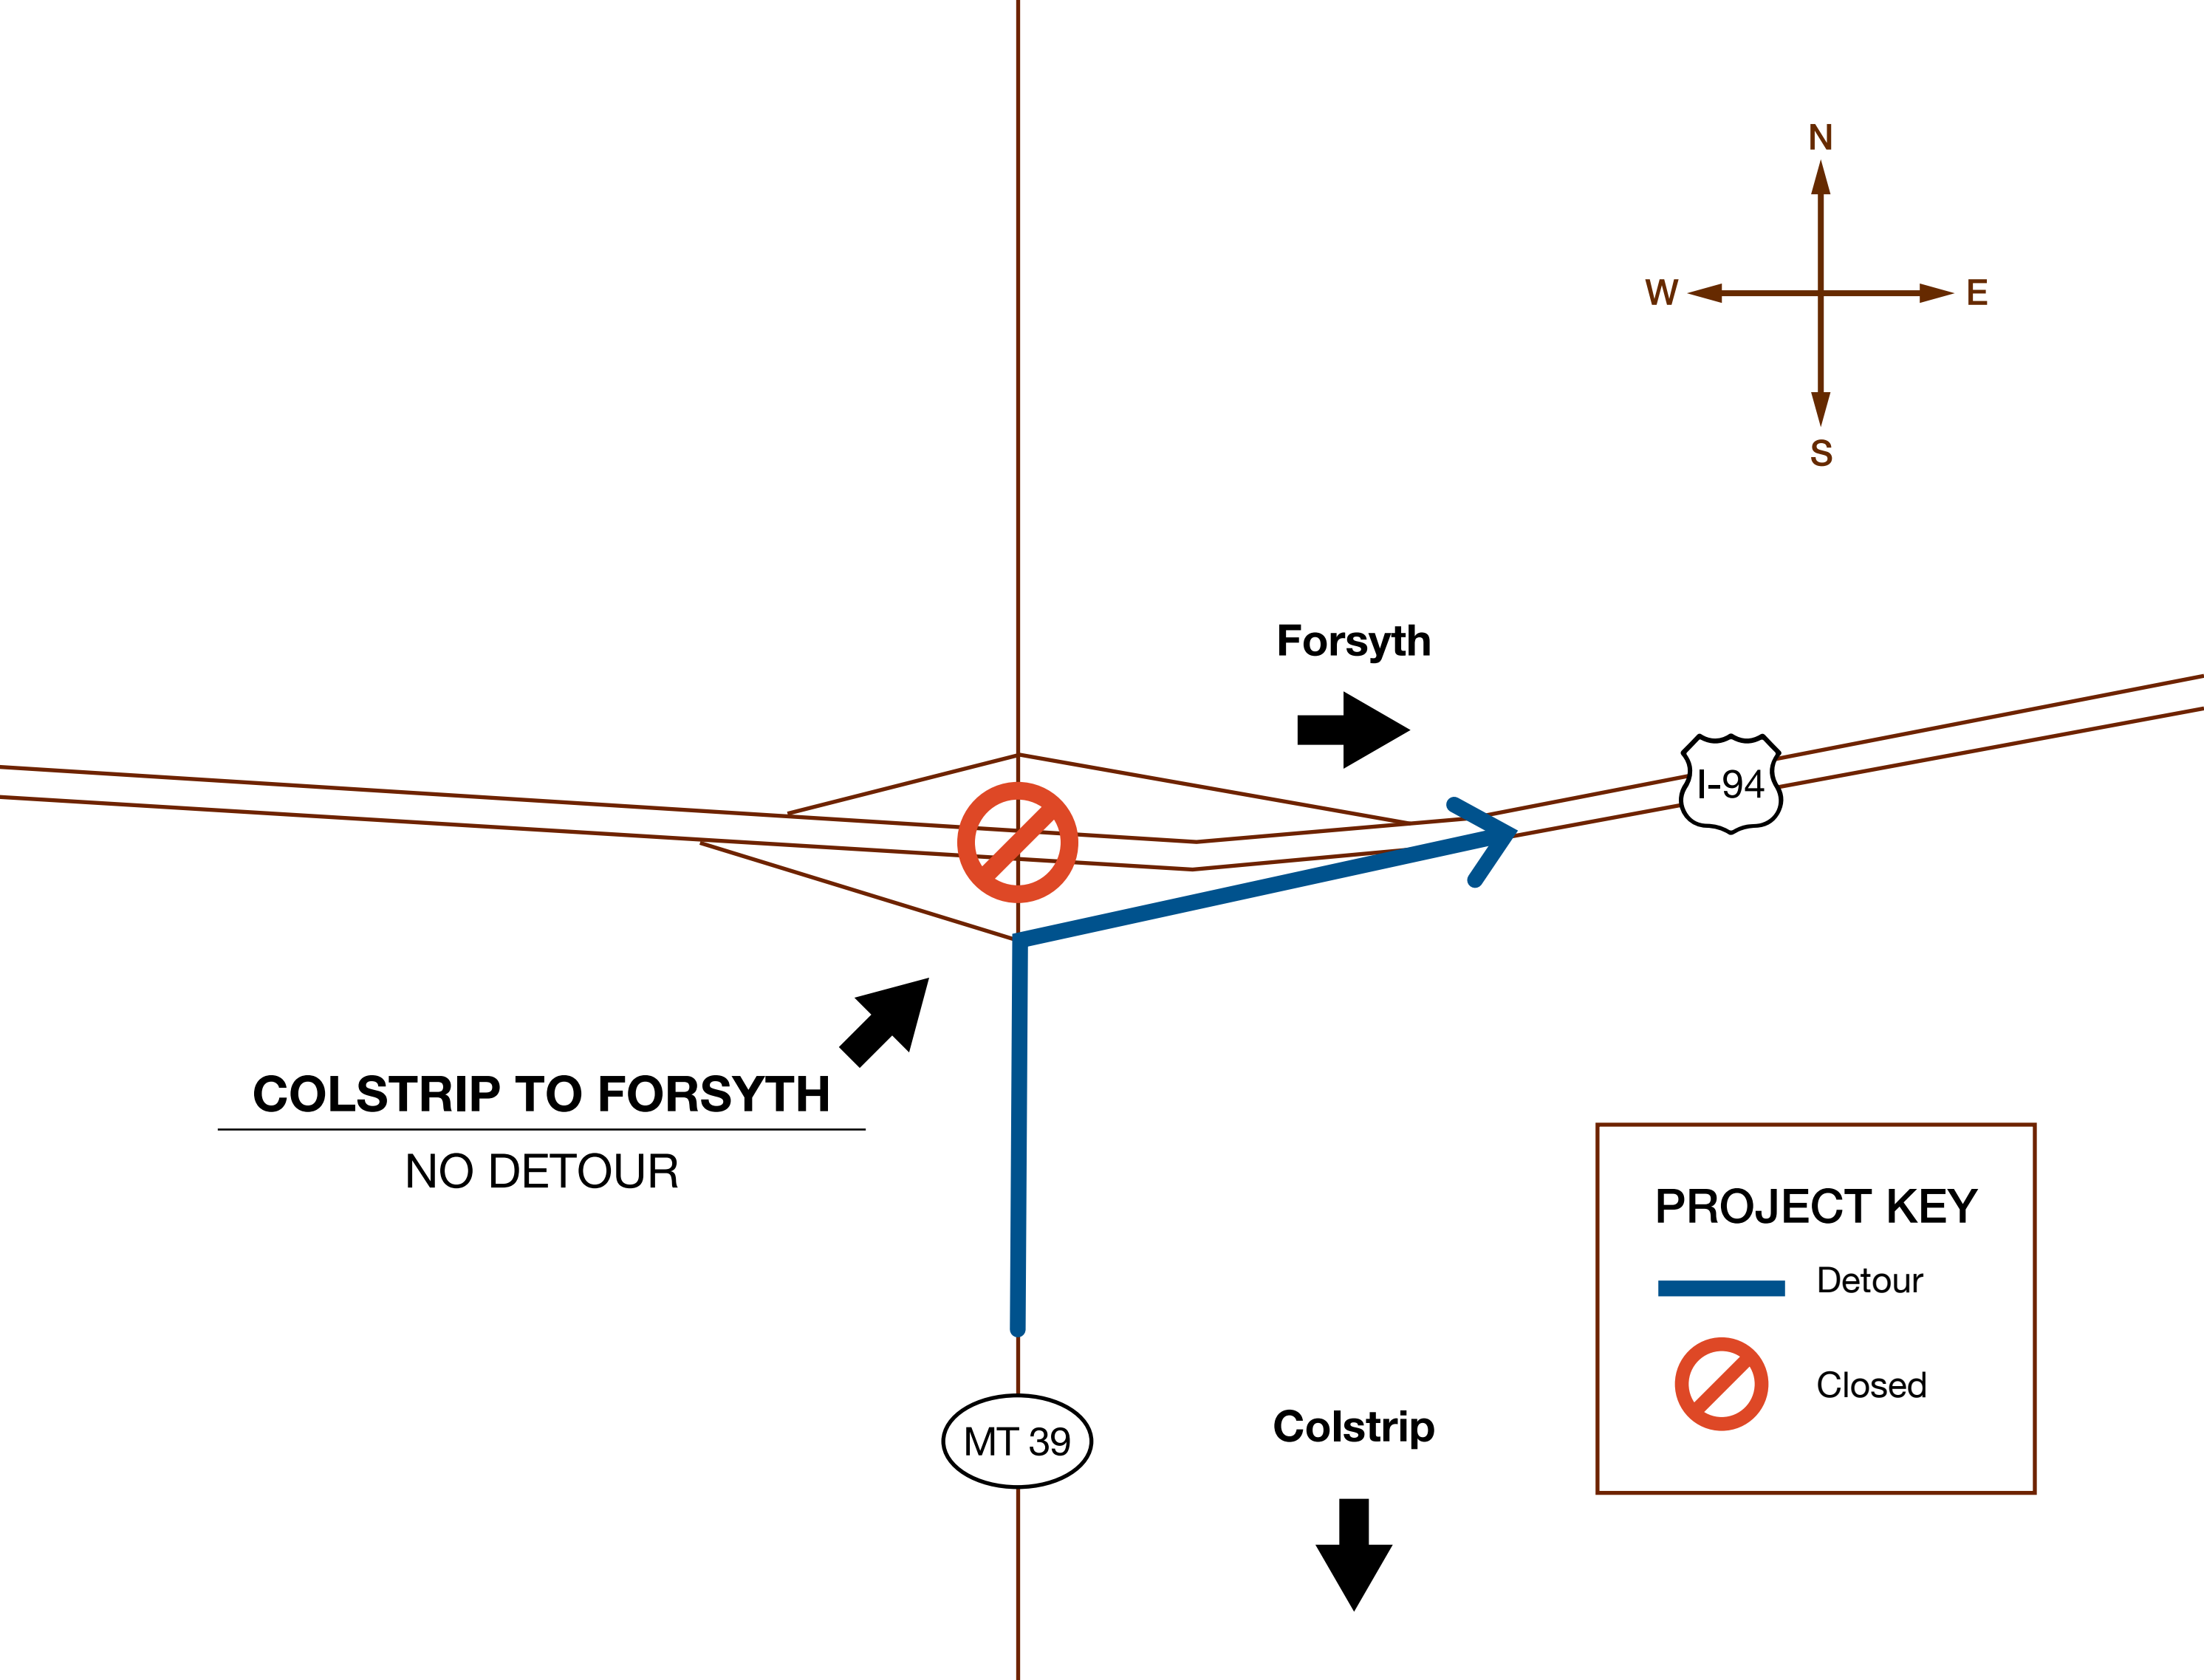 N
W
E
S
Forsyth
I-94
COLSTRIP TO FORSYTH
NO DETOUR
PROJECT KEY
Detour
Closed
MT 39
Colstrip